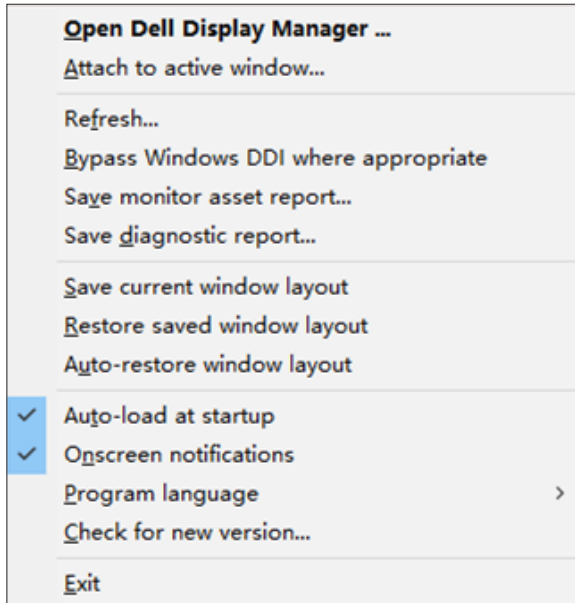 Open Dell Display Manager ...
Attach to active window...
Refresh...
Bypass Windows DDI where appropriate
Save monitor asset report...
Save diagnostic report...
Save current window layout
Restore saved window layout
Auto-restore window layout
Auto-load at startup
Onscreen notifications
Program language
Check for new version...
Exit